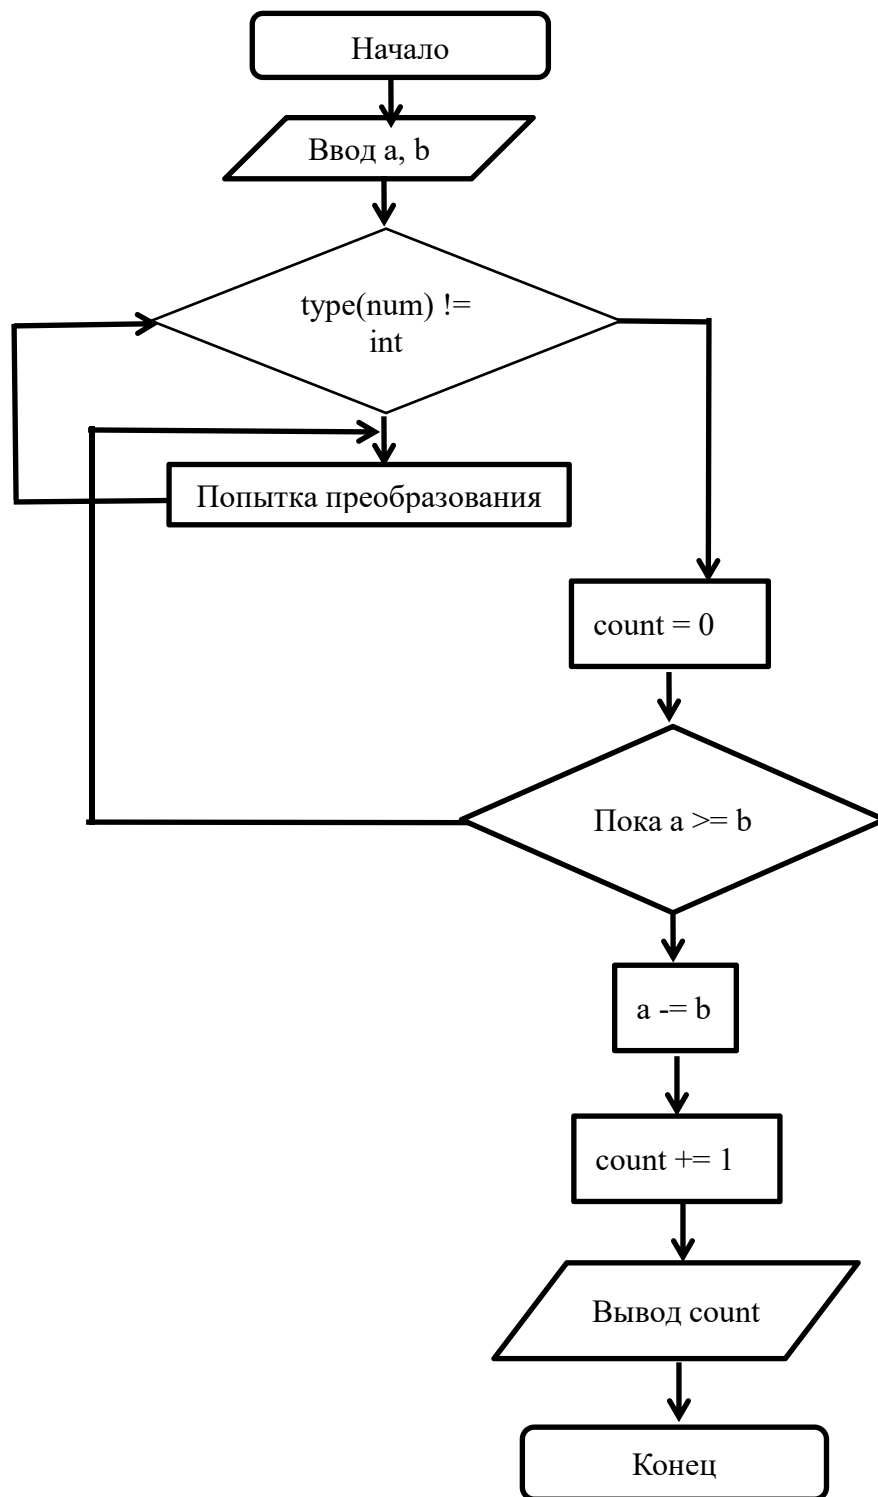 Начало
Ввод a, b
type(num) !=
int
Попытка преобразования
count = 0
Пока a >= b
a -= b
count += 1
Вывод count
Конец